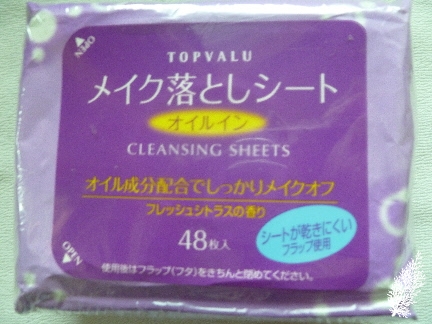 OPEN
TOPVALU
メイク落としシート
オイルイン
CLEANSING SHEETS
オイル成分配合でしっかりメイクオフ
フレッシュシトラスの香り
48枚入
シートが乾きにくい
フラップ使用
使用後はフラップ(フタ)をきちんと閉めてください。
OPEN